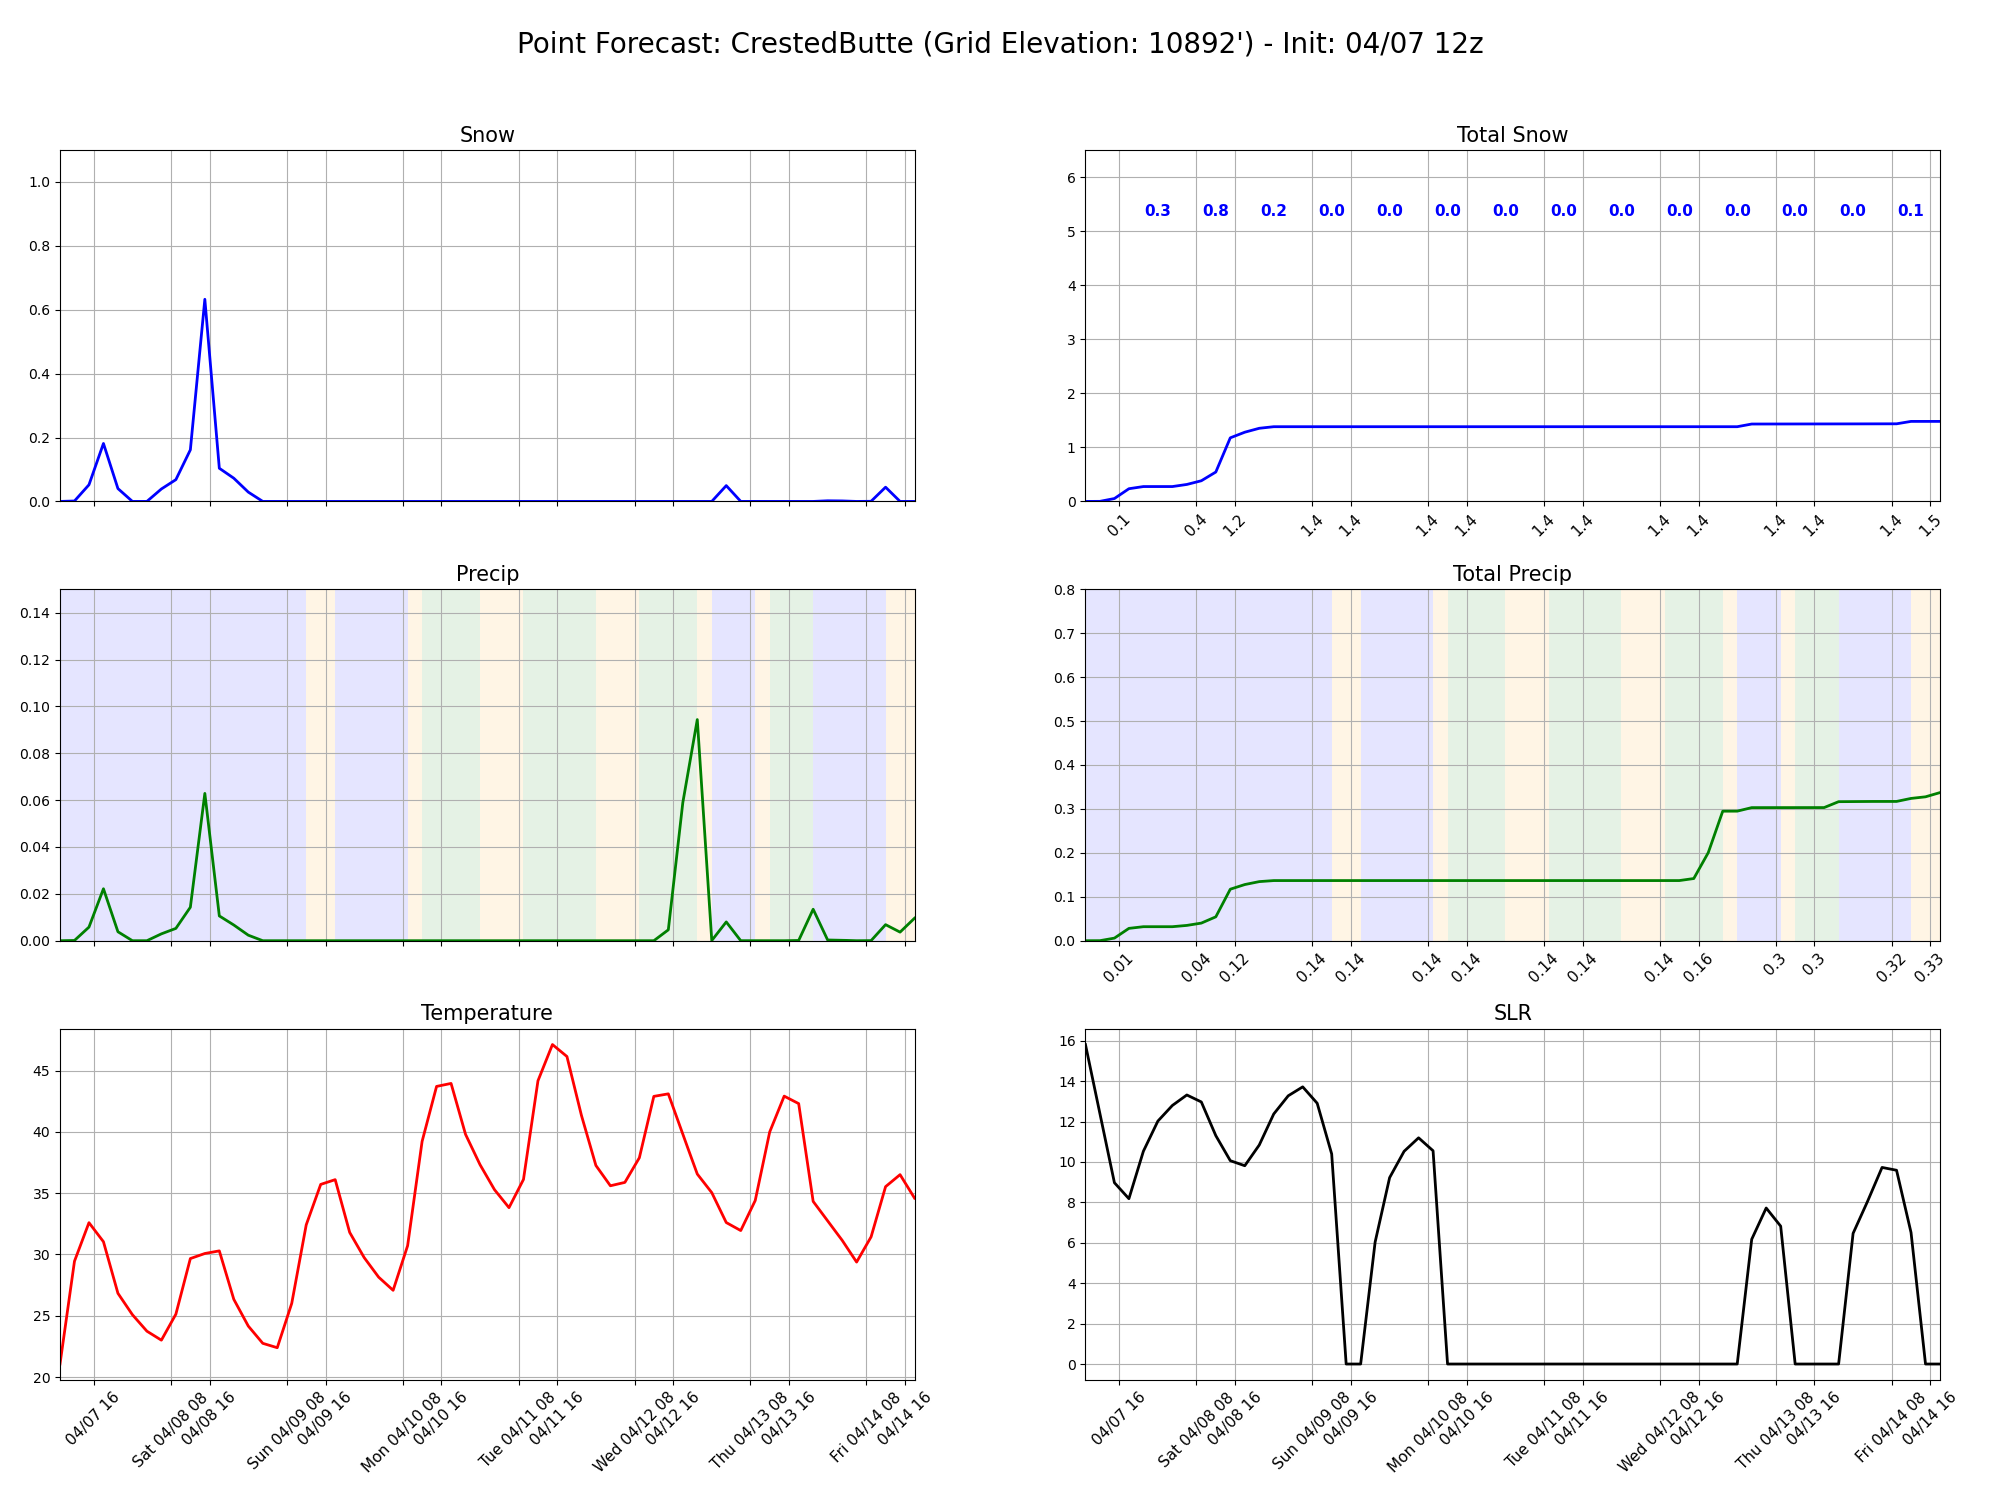 Point Forecast: CrestedButte (Grid Elevation: 10892') - Init: 04/07 12z
Snow
1.0
0.8
0.6
0.4
0.2
0.0
Total Snow
6
5
4
3
2
1
0
0.3 0.8 0.2 0.0 0.0 0.0 0.0 0.0 0.0 0.0 0.0 0.0 0.0 0.1
0.1 0.4 1.2 1.4 1.4 1.4 1.4 1.4 1.4 1.4 1.4 1.4 1.4 1.4 1.5
Precip
0.14
0.12
0.10
0.08
0.06
0.04
0.02
0.00
Total Precip
0.8
0.7
0.6
0.5
0.4
0.3
0.2
0.1
0.0
0.01 0.04 0.12 0.14 0.14 0.14 0.14 0.14 0.14 0.14 0.16 0.3 0.3 0.32 0.33
Temperature
45
40
35
30
25
20
04/07 16
Sat 04/08 08
04/08 16
Sun 04/09 08
04/09 16
Mon 04/10 08
04/10 16
Tue 04/11 08
04/11 16
Wed 04/12 08
04/12 16
Thu 04/13 08
04/13 16
Fri 04/14 08
04/14 16
SLR
16
14
12
10
8
6
4
2
0
04/07 16
Sat 04/08 08
04/08 16
Sun 04/09 08
04/09 16
Mon 04/10 08
04/10 16
Tue 04/11 08
04/11 16
Wed 04/12 08
04/12 16
Thu 04/13 08
04/13 16
Fri 04/14 08
04/14 16